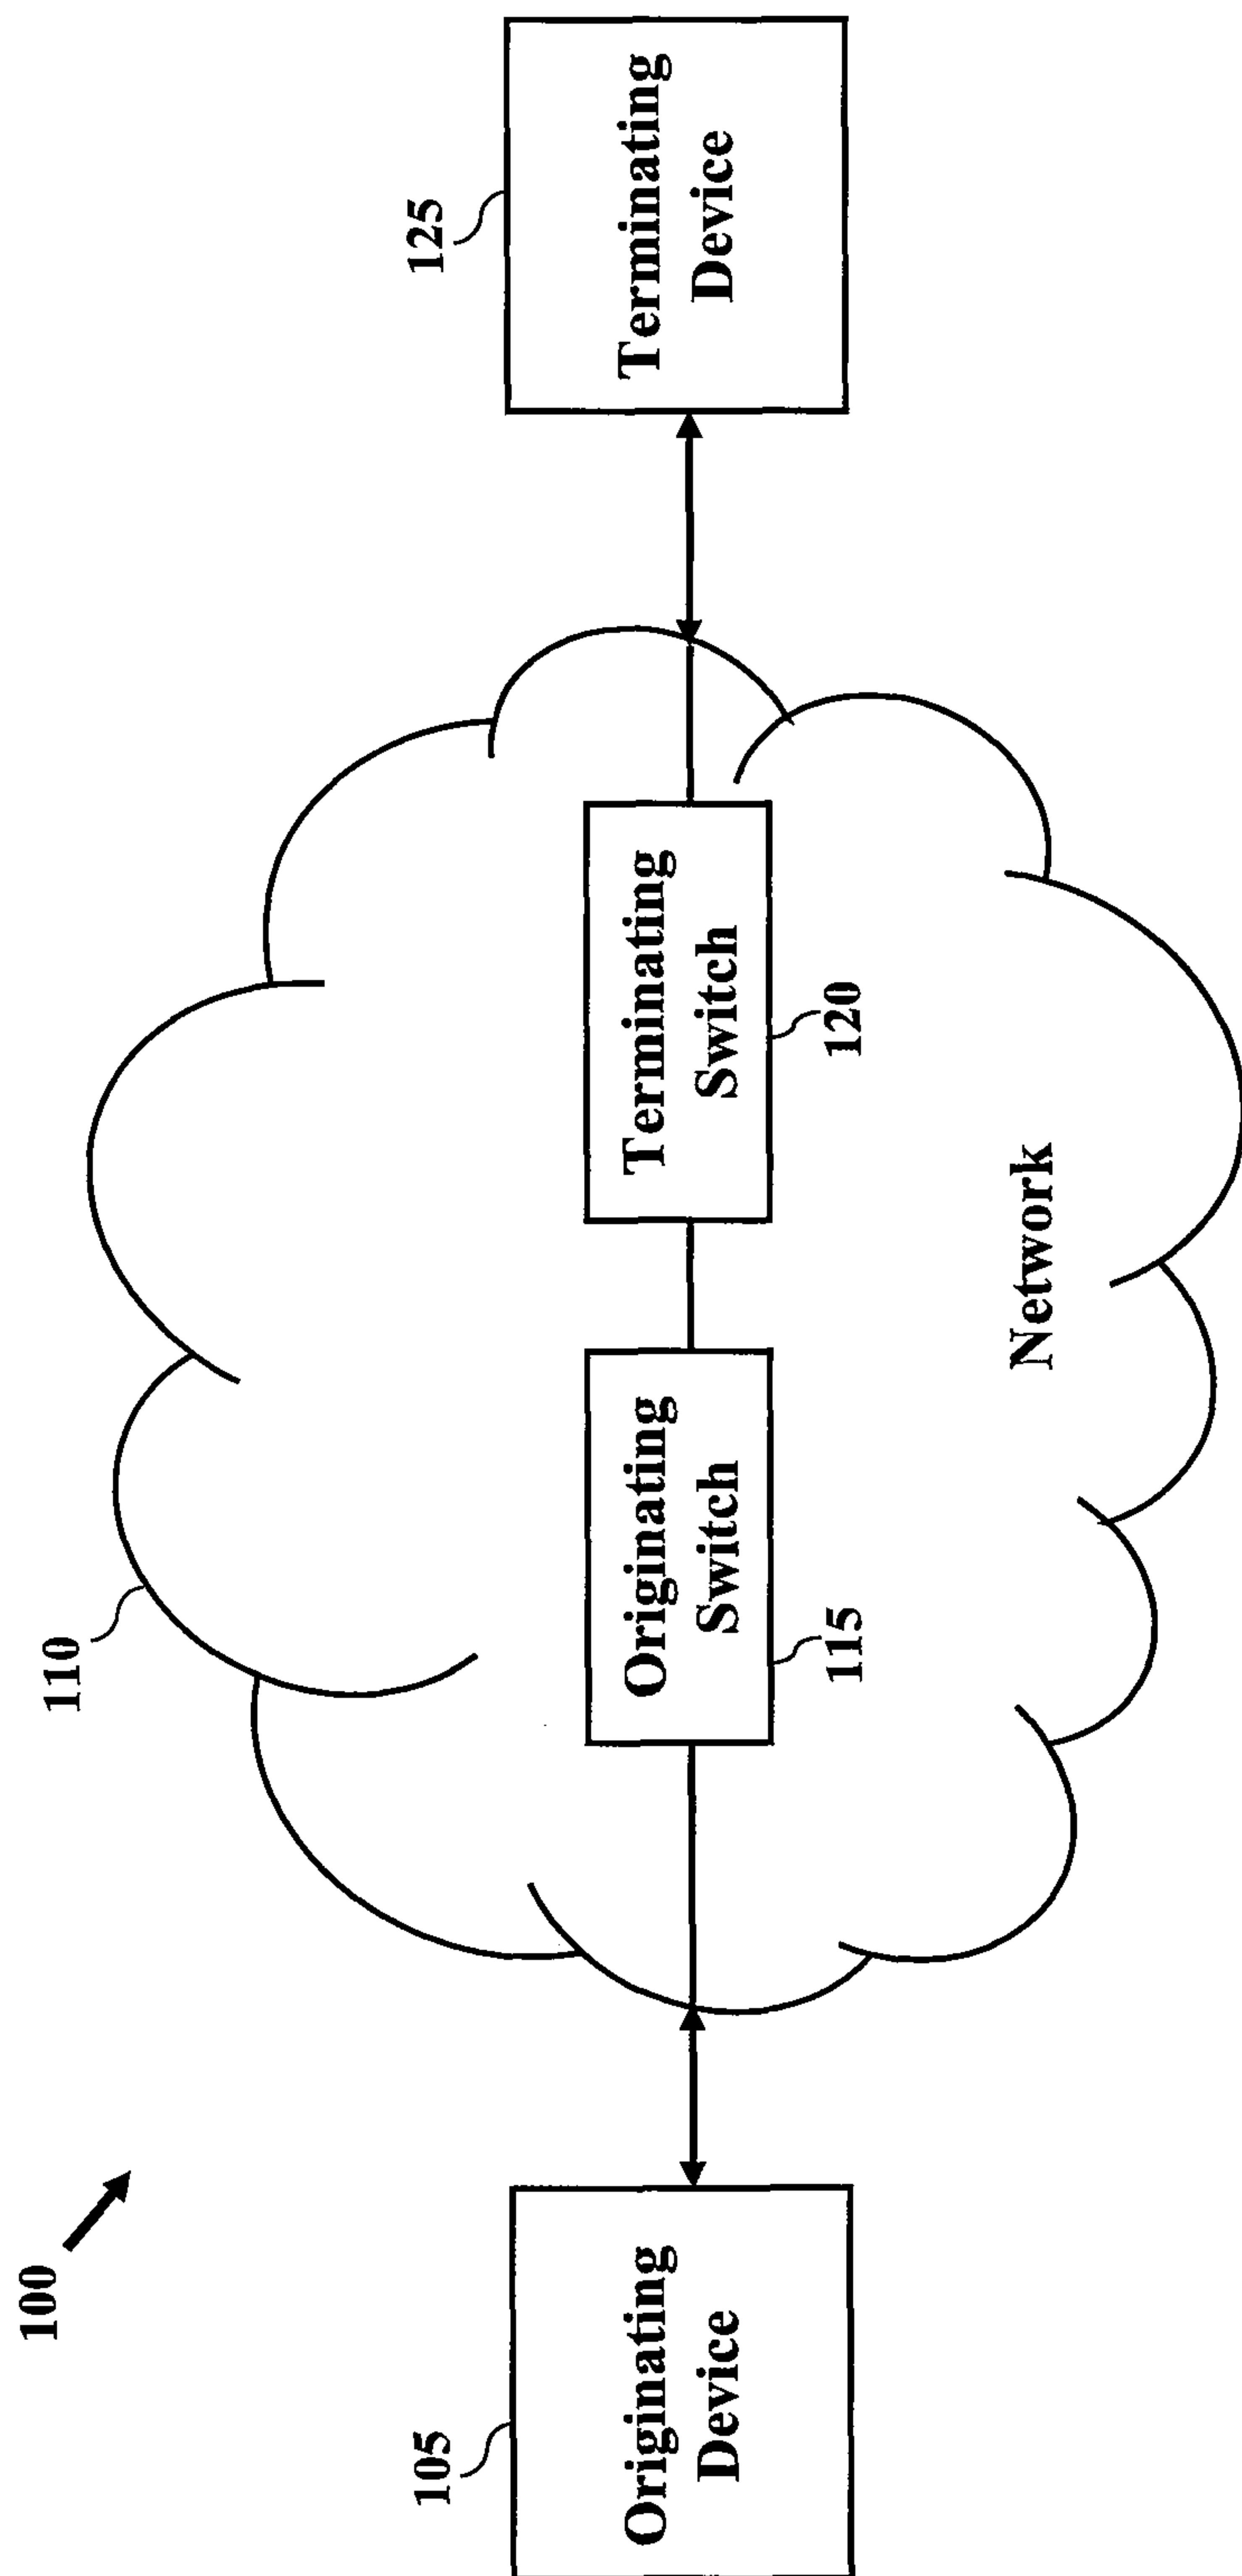 100
110
105
125
Originating
Device
Originating
Switch
115
Terminating
Switch
120
Terminating
Device
Network